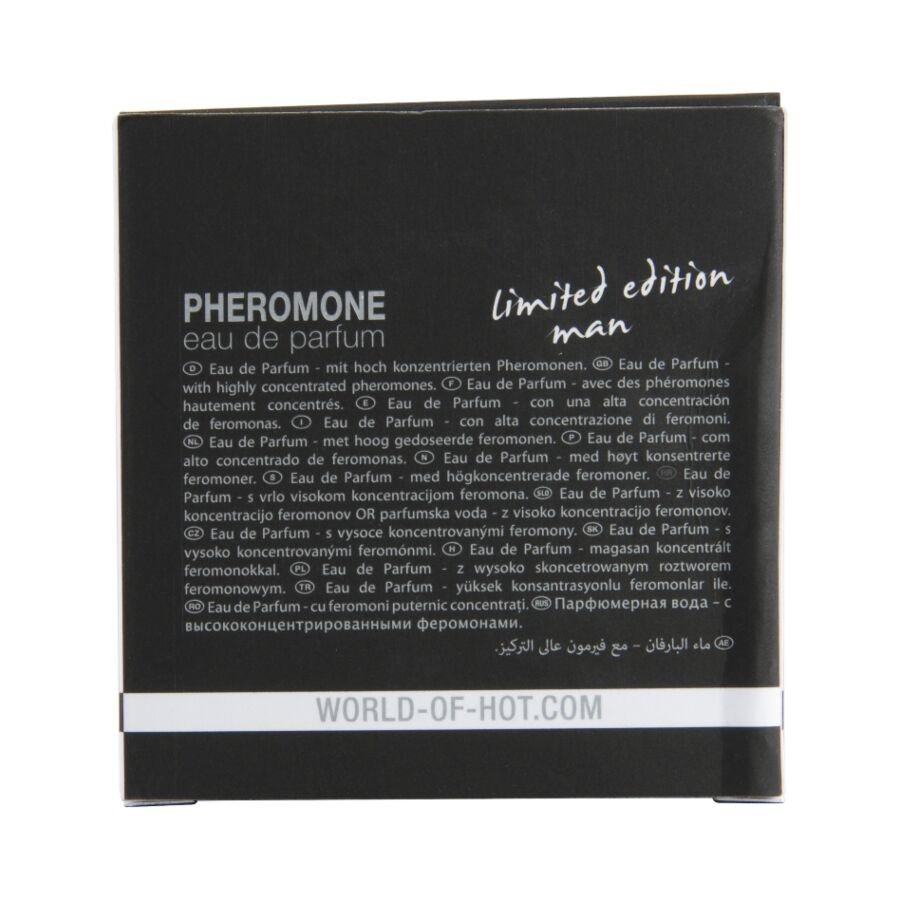 PHEROMONE
eau de parfum
limited edition
man
D Eau de Parfum - mit hoch konzentrierten Pheromonen. GB Eau de Parfum -
with highly concentrated pheromones. F Eau de Parfum - avec des phéromones
hautement concentrés. E Eau de Parfum - con una alta concentración
de feromonas. I Eau de Parfum - con alta concentrazione di feromoni.
NL Eau de Parfum - met hoog gedoseerde feromonen. P Eau de Parfum - com
alto concentrado de feromonas. N Eau de Parfum - med høyt konsentrerte
feromoner. S Eau de Parfum - med högkoncentrerade feromoner. HR Eau de
Parfum - s vrlo visokom koncentracijom feromona. SLO Eau de Parfum - z visoko
koncentracijo feromonov OR parfumska voda - z visoko koncentracijo feromonov.
CZ Eau de Parfum - s vysoce koncentrovanými feromony. SK Eau de Parfum - s
vysoko koncentrovanými feromónmi. H Eau de Parfum - magasan koncentrált
feromonokkal. PL Eau de Parfum - z wysoko skoncetrowanym roztworem
feromonowym. TR Eau de Parfum - yüksek konsantrasyonlu feromonlar ile.
RO Eau de Parfum - cu feromoni puternic concentrați. RUS Парфюмерная вода - с
высококонцентрированными феромонами.
AE ماء البارفان - مع فيرمون عالى التركيز.
WORLD-OF-HOT.COM